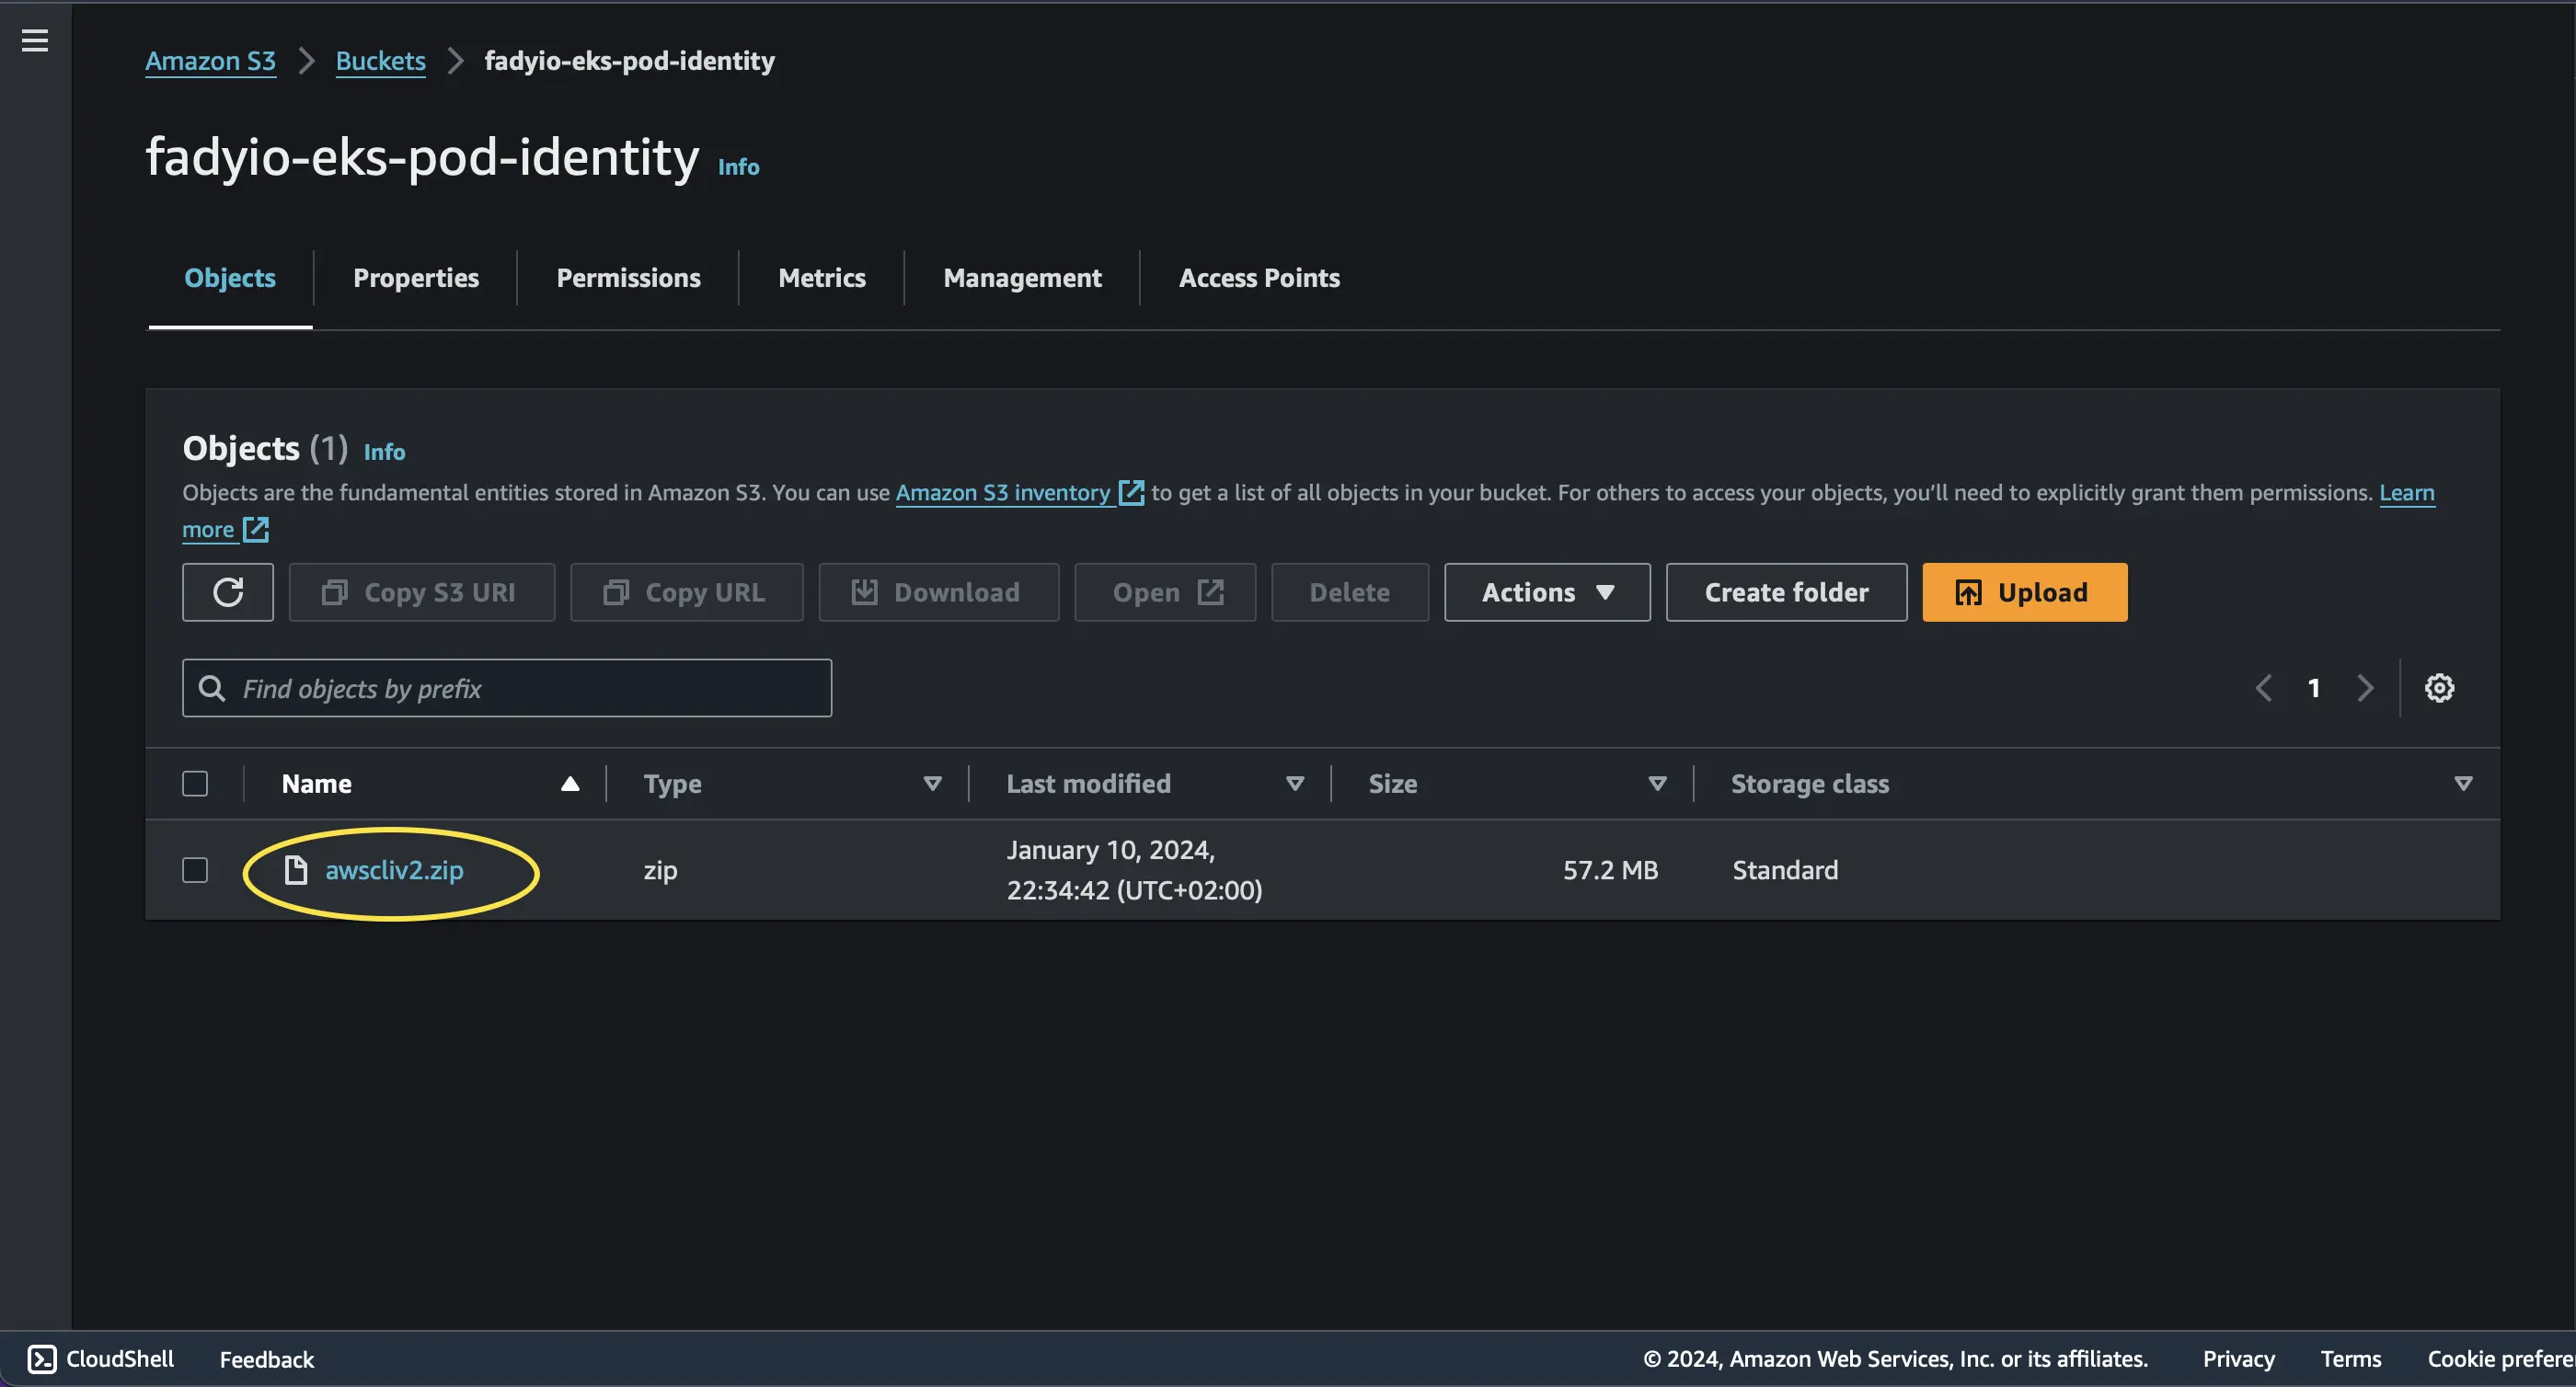 Amazon S3 Buckets fadyio-eks-pod-identity
fadyio-eks-pod-identity Info
Objects Properties Permissions Metrics Management Access Points
Objects (1) Info
Objects are the fundamental entities stored in Amazon S3. You can use Amazon S3 inventory to get a list of all objects in your bucket. For others to access your objects, you’ll need to explicitly grant them permissions. Learn
more
Copy S3 URI Copy URL Download Open Delete Actions Create folder Upload
Find objects by prefix 1
Name Type Last modified Size Storage class
awscliv2.zip zip January 10, 2024, 57.2 MB Standard
22:34:42 (UTC+02:00)
CloudShell Feedback © 2024, Amazon Web Services, Inc. or its affiliates. Privacy Terms Cookie prefere